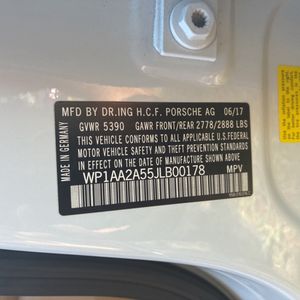 MFD BY DR.ING H.C.F. PORSCHE AG 06/17
GVWR 5390 GAWR FRONT/REAR 2778/2888 LBS
THIS VEHICLE CONFORMS TO ALL APPLICABLE U.S.FEDERAL
MOTOR VEHICLE SAFETY, BUMPER, AND THEFT PREVENTION
STANDARDS IN EFFECT ON THE DATE OF MANUFACTURE
SHOWN ABOVE
WP1AA2A55JLB00178 MPV
MADE IN GERMANY